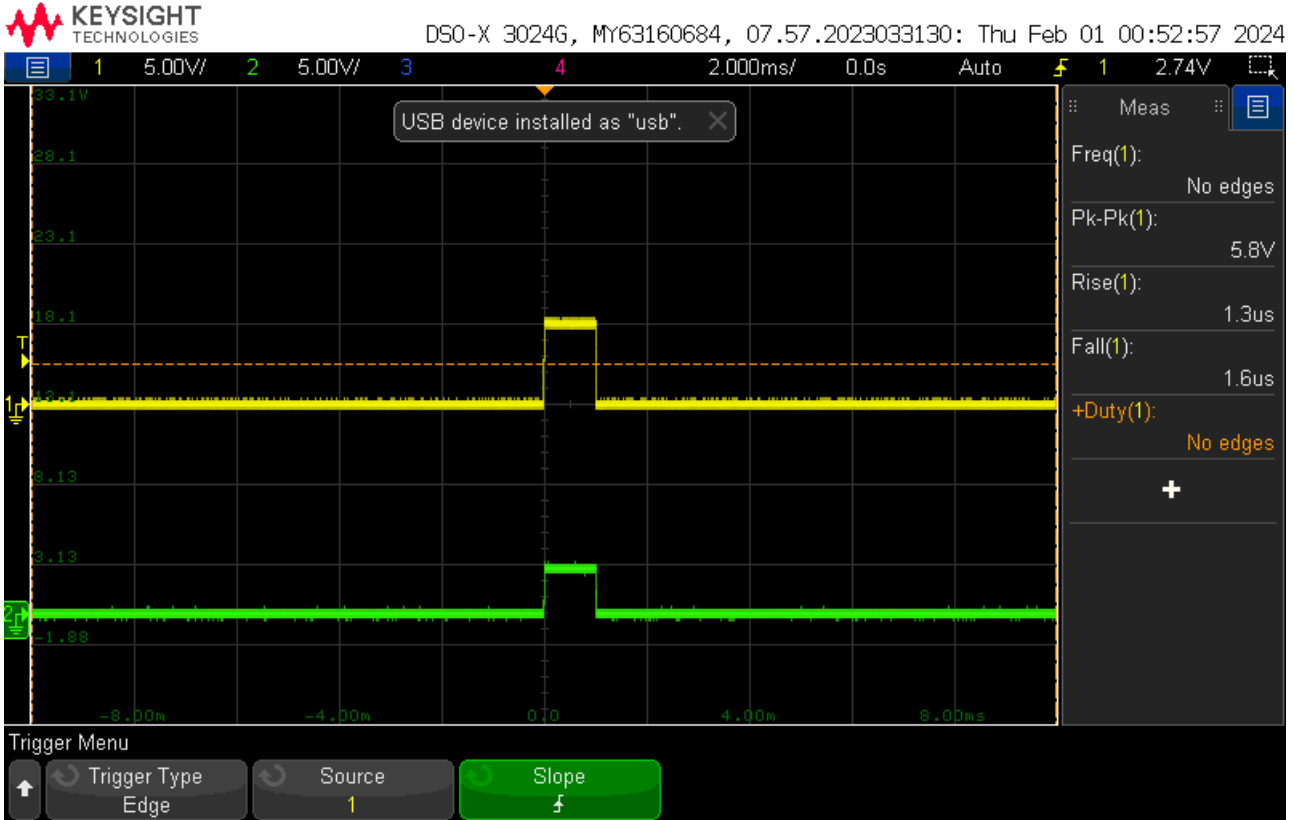 KEYSIGHT
TECHNOLOGIES
DSO-X 3024G, MY63160684, 07.57.2023033130: Thu Feb 01 00:52:57 2024
1 5.00V/ 2 5.00V/ 3 4 2.000ms/ 0.0s Auto 1 2.74V
33.1V
USB device installed as "usb".
Meas
28.1
Freq(1):
No edges
23.1
Pk-Pk(1):
5.8V
Rise(1):
18.1
1.3us
T
Fall(1):
1.6us
1
13.1
+Duty(1):
No edges
8.13
3.13
2
-1.88
-8.00m -4.00m 0.0 4.00m 8.00ms
Trigger Menu
Trigger Type
Edge
Source
1
Slope